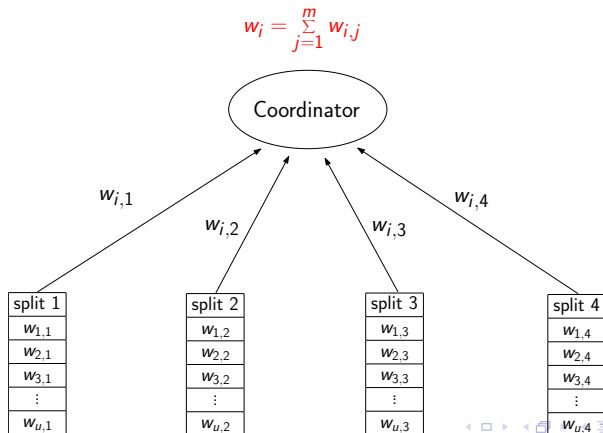 w_i = \sum_{j=1}^{m} w_{i,j}
Coordinator
w_{i,1} w_{i,2} w_{i,3} w_{i,4}
split 1 split 2 split 3 split 4
w_{1,1} w_{1,2} w_{1,3} w_{1,4}
w_{2,1} w_{2,2} w_{2,3} w_{2,4}
w_{3,1} w_{3,2} w_{3,3} w_{3,4}
⋮ ⋮ ⋮ ⋮
w_{u,1} w_{u,2} w_{u,3} w_{u,4}